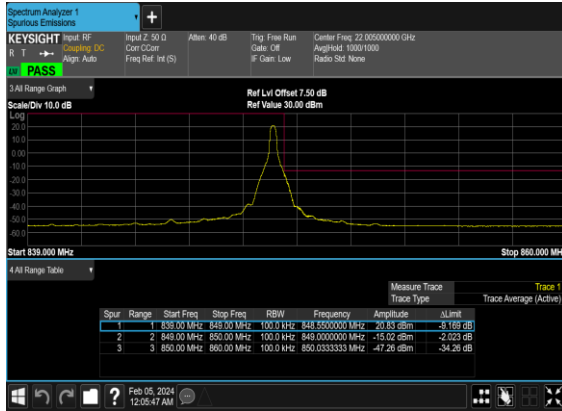 Spectrum Analyzer 1
Spurious Emissions
KEYSIGHT Input: RF Input Z: 50 Ω Atten: 40 dB Trig: Free Run Center Freq: 22.005000000 GHz
R T Coupling: DC Corr CCorr Gate: Off Avg|Hold: 1000/1000
Align: Auto Freq Ref: Int (S) IF Gain: Low Radio Std: None
PASS
3 All Range Graph
Ref Lvl Offset 7.50 dB
Scale/Div 10.0 dB Ref Value 30.00 dBm
Log
20.0
10.0
0.00
-10.0
-20.0
-30.0
-40.0
-50.0
-60.0
Start 839.000 MHz Stop 860.000 MHz
4 All Range Table
Measure Trace Trace 1
Trace Type Trace Average (Active)
Spur Range Start Freq Stop Freq RBW Frequency Amplitude ΔLimit
1 1 839.00 MHz 849.00 MHz 100.0 kHz 848.5500000 MHz 20.83 dBm -9.169 dB
2 2 849.00 MHz 850.00 MHz 100.0 kHz 849.0000000 MHz -15.02 dBm -2.023 dB
3 3 850.00 MHz 860.00 MHz 100.0 kHz 850.0333333 MHz -47.26 dBm -34.26 dB
? Feb 05, 2024
12:05:47 AM